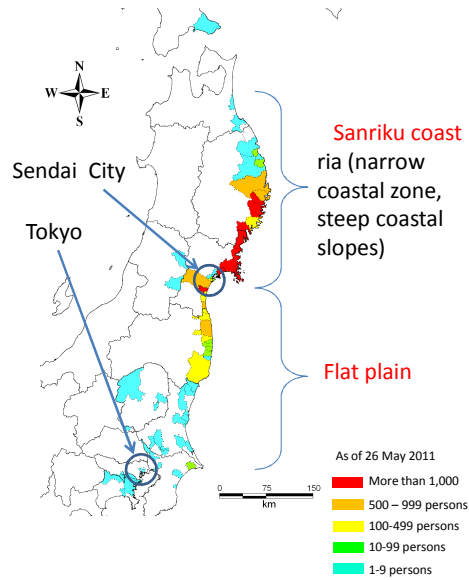 N
W E
S
Sanriku coast
ria (narrow
coastal zone,
steep coastal
slopes)
Sendai City
Tokyo
Flat plain
As of 26 May 2011
More than 1,000
500 – 999 persons
100-499 persons
10-99 persons
1-9 persons
0 75 150
km